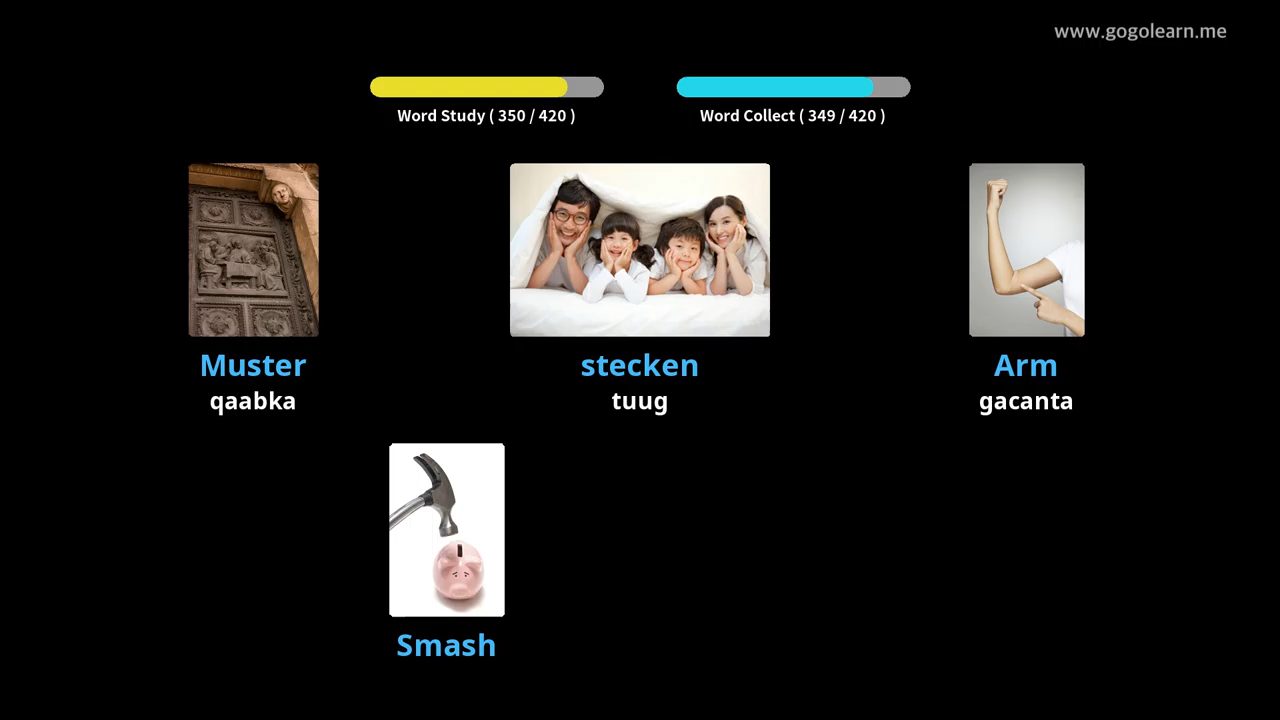 www.gogolearn.me
Word Study ( 350 / 420 )
Word Collect ( 349 / 420 )
Muster
qaabka
stecken
tuug
Arm
gacanta
Smash